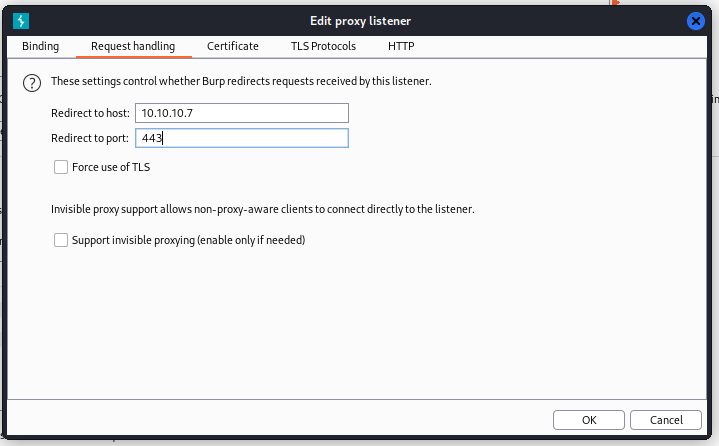 Edit proxy listener
Binding Request handling Certificate TLS Protocols HTTP
? These settings control whether Burp redirects requests received by this listener.
Redirect to host: 10.10.10.7
Redirect to port: 443
Force use of TLS
Invisible proxy support allows non-proxy-aware clients to connect directly to the listener.
Support invisible proxying (enable only if needed)
OK Cancel